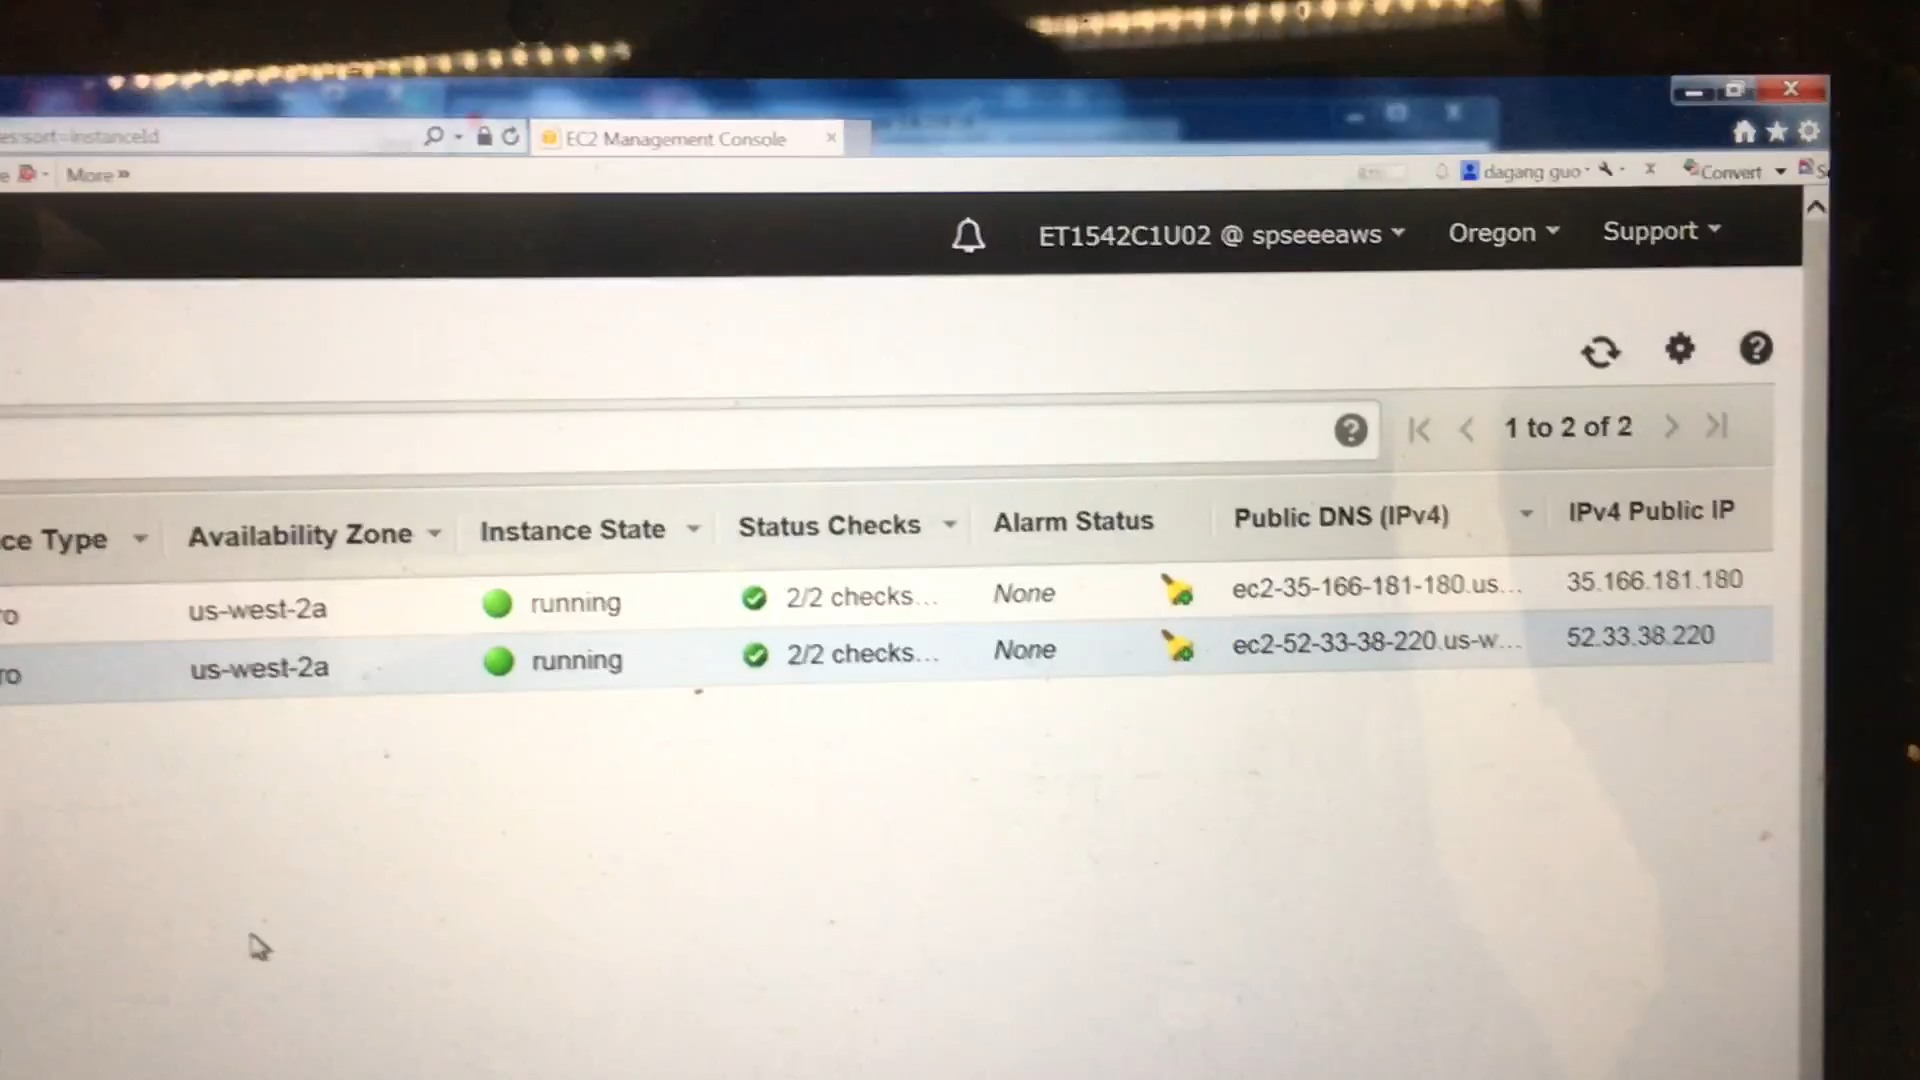 es:sort=instanceId
EC2 Management Console
e
More »
dagang guo
x
Convert
ET1542C1U02 @ spseeeaws
Oregon
Support
1 to 2 of 2
ce Type
Availability Zone
Instance State
Status Checks
Alarm Status
Public DNS (IPv4)
IPv4 Public IP
ro us-west-2a running 2/2 checks... None ec2-35-166-181-180.us... 35.166.181.180
ro us-west-2a running 2/2 checks... None ec2-52-33-38-220.us-w... 52.33.38.220